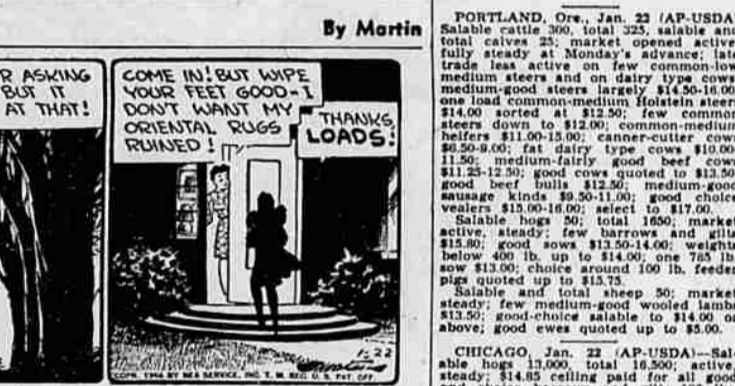 By Martin
R ASKING
BUT IT
AT THAT!
COME IN! BUT WIPE
YOUR FEET GOOD-I
DON'T WANT MY
ORIENTAL RUGS
RUINED!
THANKS,
LOADS!
1-22
COPR. 1946 BY NEA SERVICE, INC. T. M. REG. U. S. PAT. OFF.
PORTLAND, Ore., Jan. 22 (AP-USDA)
Salable cattle 300, total 325, salable and
total calves 25; market opened active
fully steady at Monday's advance; late
trade less active on few common-low
medium steers and on dairy type cows
medium-good steers largely $14.50-16.00
one load common-medium Holstein steers
$14.00 sorted at $12.50; few common
steers down to $12.00; common-medium
heifers $11.00-15.00; canner-cutter cows
$6.50-9.00; fat dairy type cows $10.00-
11.50; medium-fairly good beef cows
$11.25-12.50; good cows quoted to $13.50
good beef bulls $12.50; medium-good
sausage kinds $9.50-11.00; good choice
vealers $15.00-16.00; select to $17.00.
Salable hogs 50; total 1650; market
active, steady; few barrows and gilts
$15.80; good sows $13.50-14.00; weights
below 400 lb. up to $14.00; one 785 lb.
sow $13.00; choice around 100 lb. feeder
pigs quoted up to $15.75.
Salable and total sheep 50; market
steady; few medium-good wooled lambs
$13.50; good-choice salable to $14.00 or
above; good ewes quoted up to $5.00.
CHICAGO, Jan. 22 (AP-USDA)—Sal-
able hogs 13,000, total 16,500; active,
steady; $14.85 ceiling paid for all good